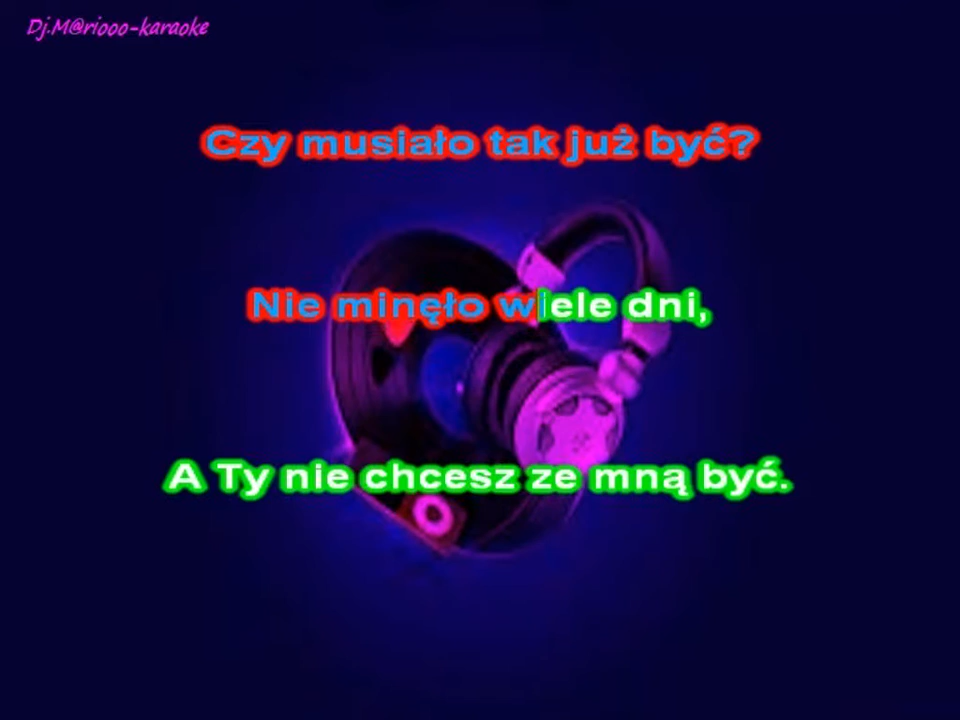 Dj.M@riooo-karaoke
Czy musiało tak już być?
Nie minęło wiele dni,
A Ty nie chcesz ze mną być.